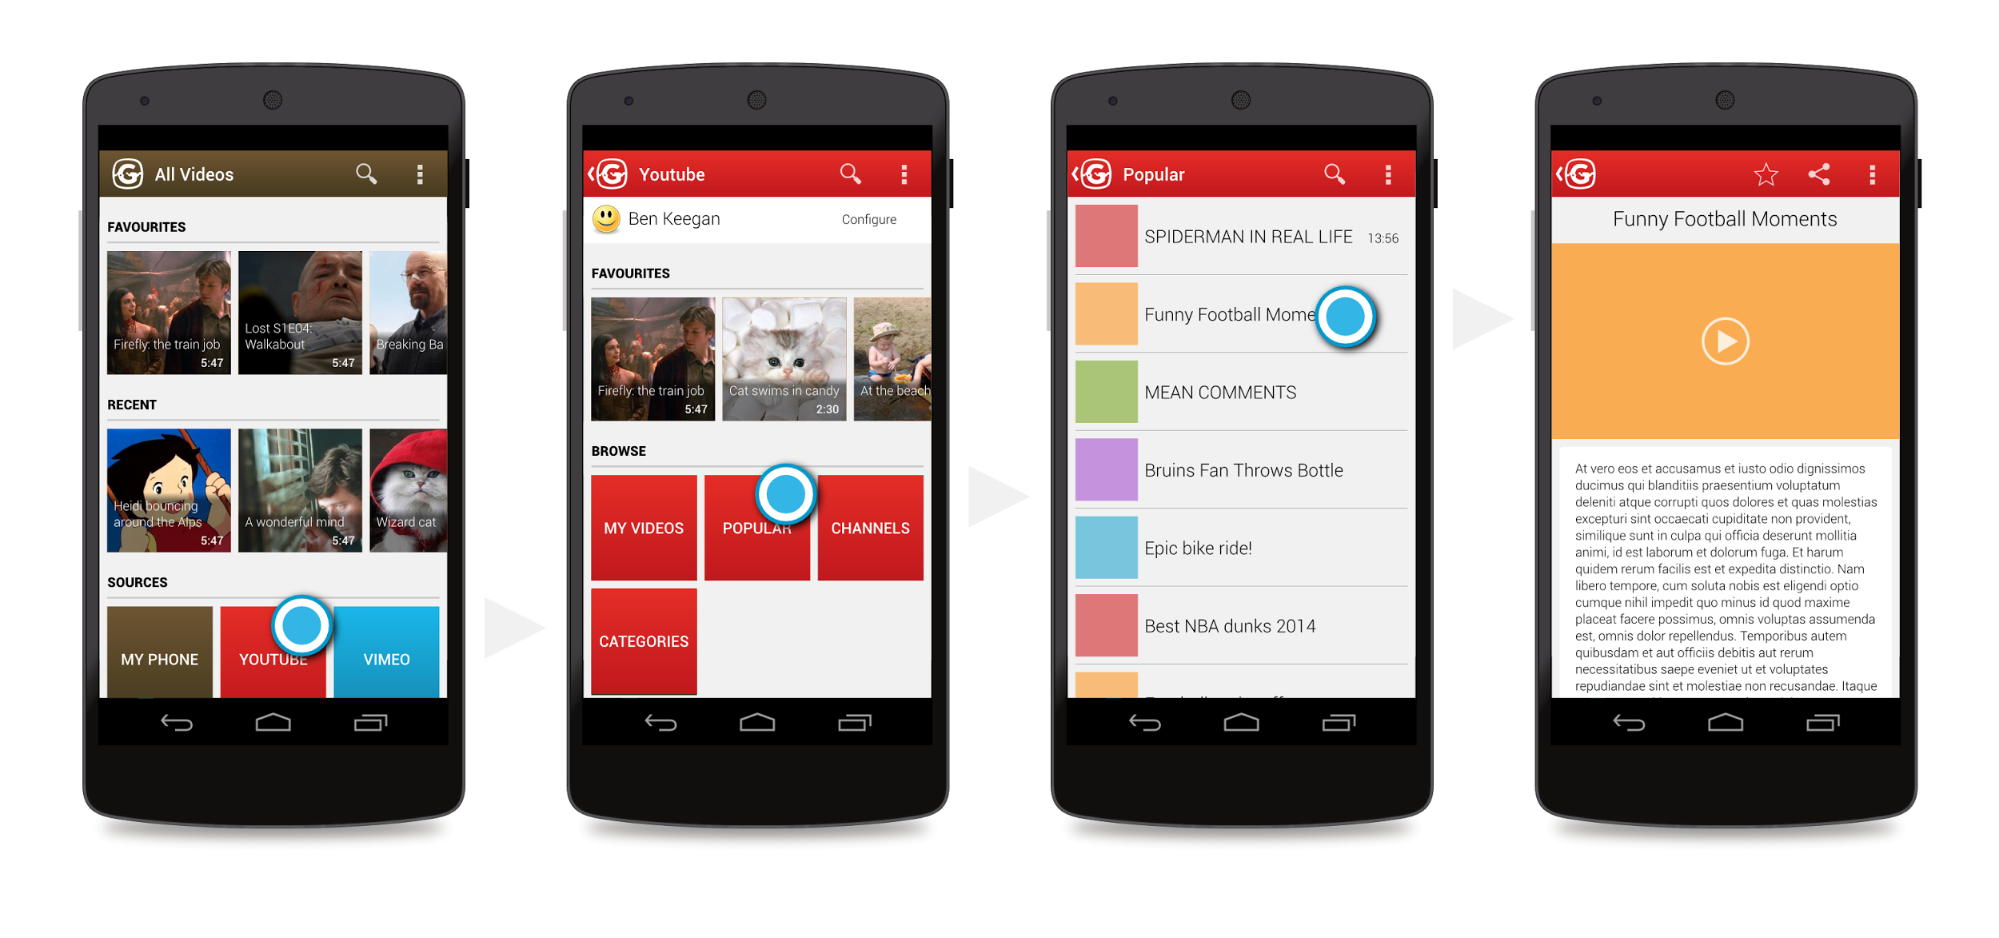 All Videos
FAVOURITES
Firefly: the train job
5:47
Lost S1E04:
Walkabout
5:47
Breaking Ba
RECENT
Heidi bouncing
around the Alps
5:47
A wonderful mind
5:47
Wizard cat
SOURCES
MY PHONE
YOUTUBE
VIMEO
Youtube
Ben Keegan
Configure
FAVOURITES
Firefly: the train job
5:47
Cat swims in candy
2:30
At the beach
BROWSE
MY VIDEOS
POPULAR
CHANNELS
CATEGORIES
Popular
SPIDERMAN IN REAL LIFE 13:56
Funny Football Mome
MEAN COMMENTS
Bruins Fan Throws Bottle
Epic bike ride!
Best NBA dunks 2014
Funny Football Moments
At vero eos et accusamus et iusto odio dignissimos
ducimus qui blanditiis praesentium voluptatum
deleniti atque corrupti quos dolores et quas molestias
excepturi sint occaecati cupiditate non provident,
similique sunt in culpa qui officia deserunt mollitia
animi, id est laborum et dolorum fuga. Et harum
quidem rerum facilis est et expedita distinctio. Nam
libero tempore, cum soluta nobis est eligendi optio
cumque nihil impedit quo minus id quod maxime
placeat facere possimus, omnis voluptas assumenda
est, omnis dolor repellendus. Temporibus autem
quibusdam et aut officiis debitis aut rerum
necessitatibus saepe eveniet ut et voluptates
repudiandae sint et molestiae non recusandae. Itaque